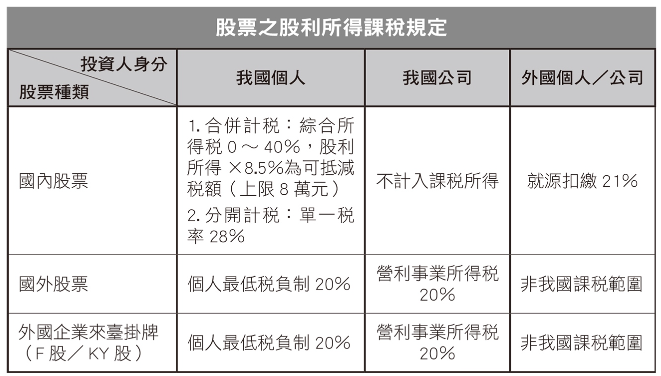 股票之股利所得課稅規定
投資人身分
股票種類
我國個人
我國公司
外國個人／公司
國內股票
1. 合併計稅：綜合所
得稅 0 ～ 40%，股利
所得 ×8.5%為可抵減
稅額（上限 8 萬元）
2. 分開計稅：單一稅
率 28%
不計入課稅所得
就源扣繳 21%
國外股票
個人最低稅負制 20%
營利事業所得稅
20%
非我國課稅範圍
外國企業來臺掛牌
（F 股／ KY 股）
個人最低稅負制 20%
營利事業所得稅
20%
非我國課稅範圍